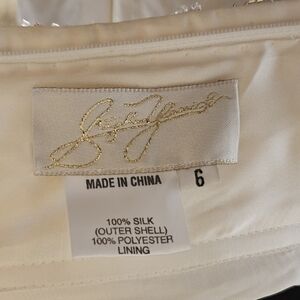 MADE IN CHINA
6
100% SILK
(OUTER SHELL)
100% POLYESTER
LINING